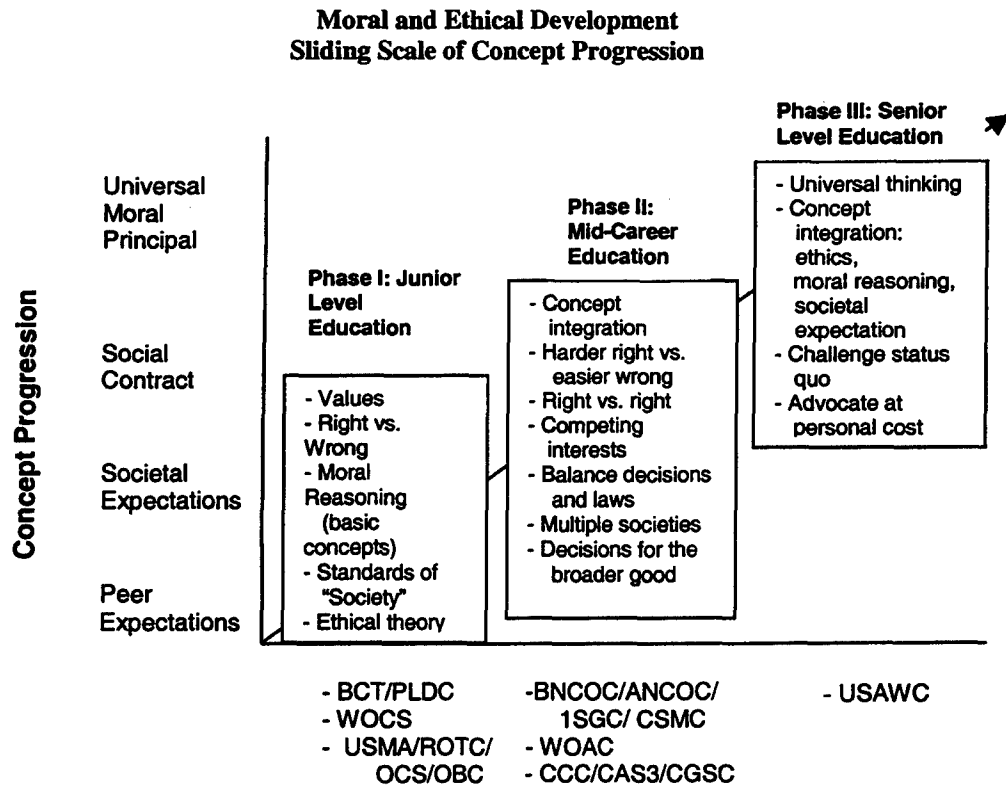 Moral and Ethical Development
Sliding Scale of Concept Progression
Concept Progression
Universal
Moral
Principal
Social
Contract
Societal
Expectations
Peer
Expectations
Phase I: Junior
Level
Education
- Values
- Right vs.
Wrong
- Moral
Reasoning
(basic
concepts)
- Standards of
"Society"
- Ethical theory
Phase II:
Mid-Career
Education
- Concept
integration
- Harder right vs.
easier wrong
- Right vs. right
- Competing
interests
- Balance decisions
and laws
- Multiple societies
- Decisions for the
broader good
Phase III: Senior
Level Education
- Universal thinking
- Concept
integration:
ethics,
moral reasoning,
societal
expectation
- Challenge status
quo
- Advocate at
personal cost
- BCT/PLDC
- WOCS
- USMA/ROTC/
OCS/OBC
-BNCOC/ANCOC/
1SGC/ CSMC
- WOAC
- CCC/CAS3/CGSC
- USAWC